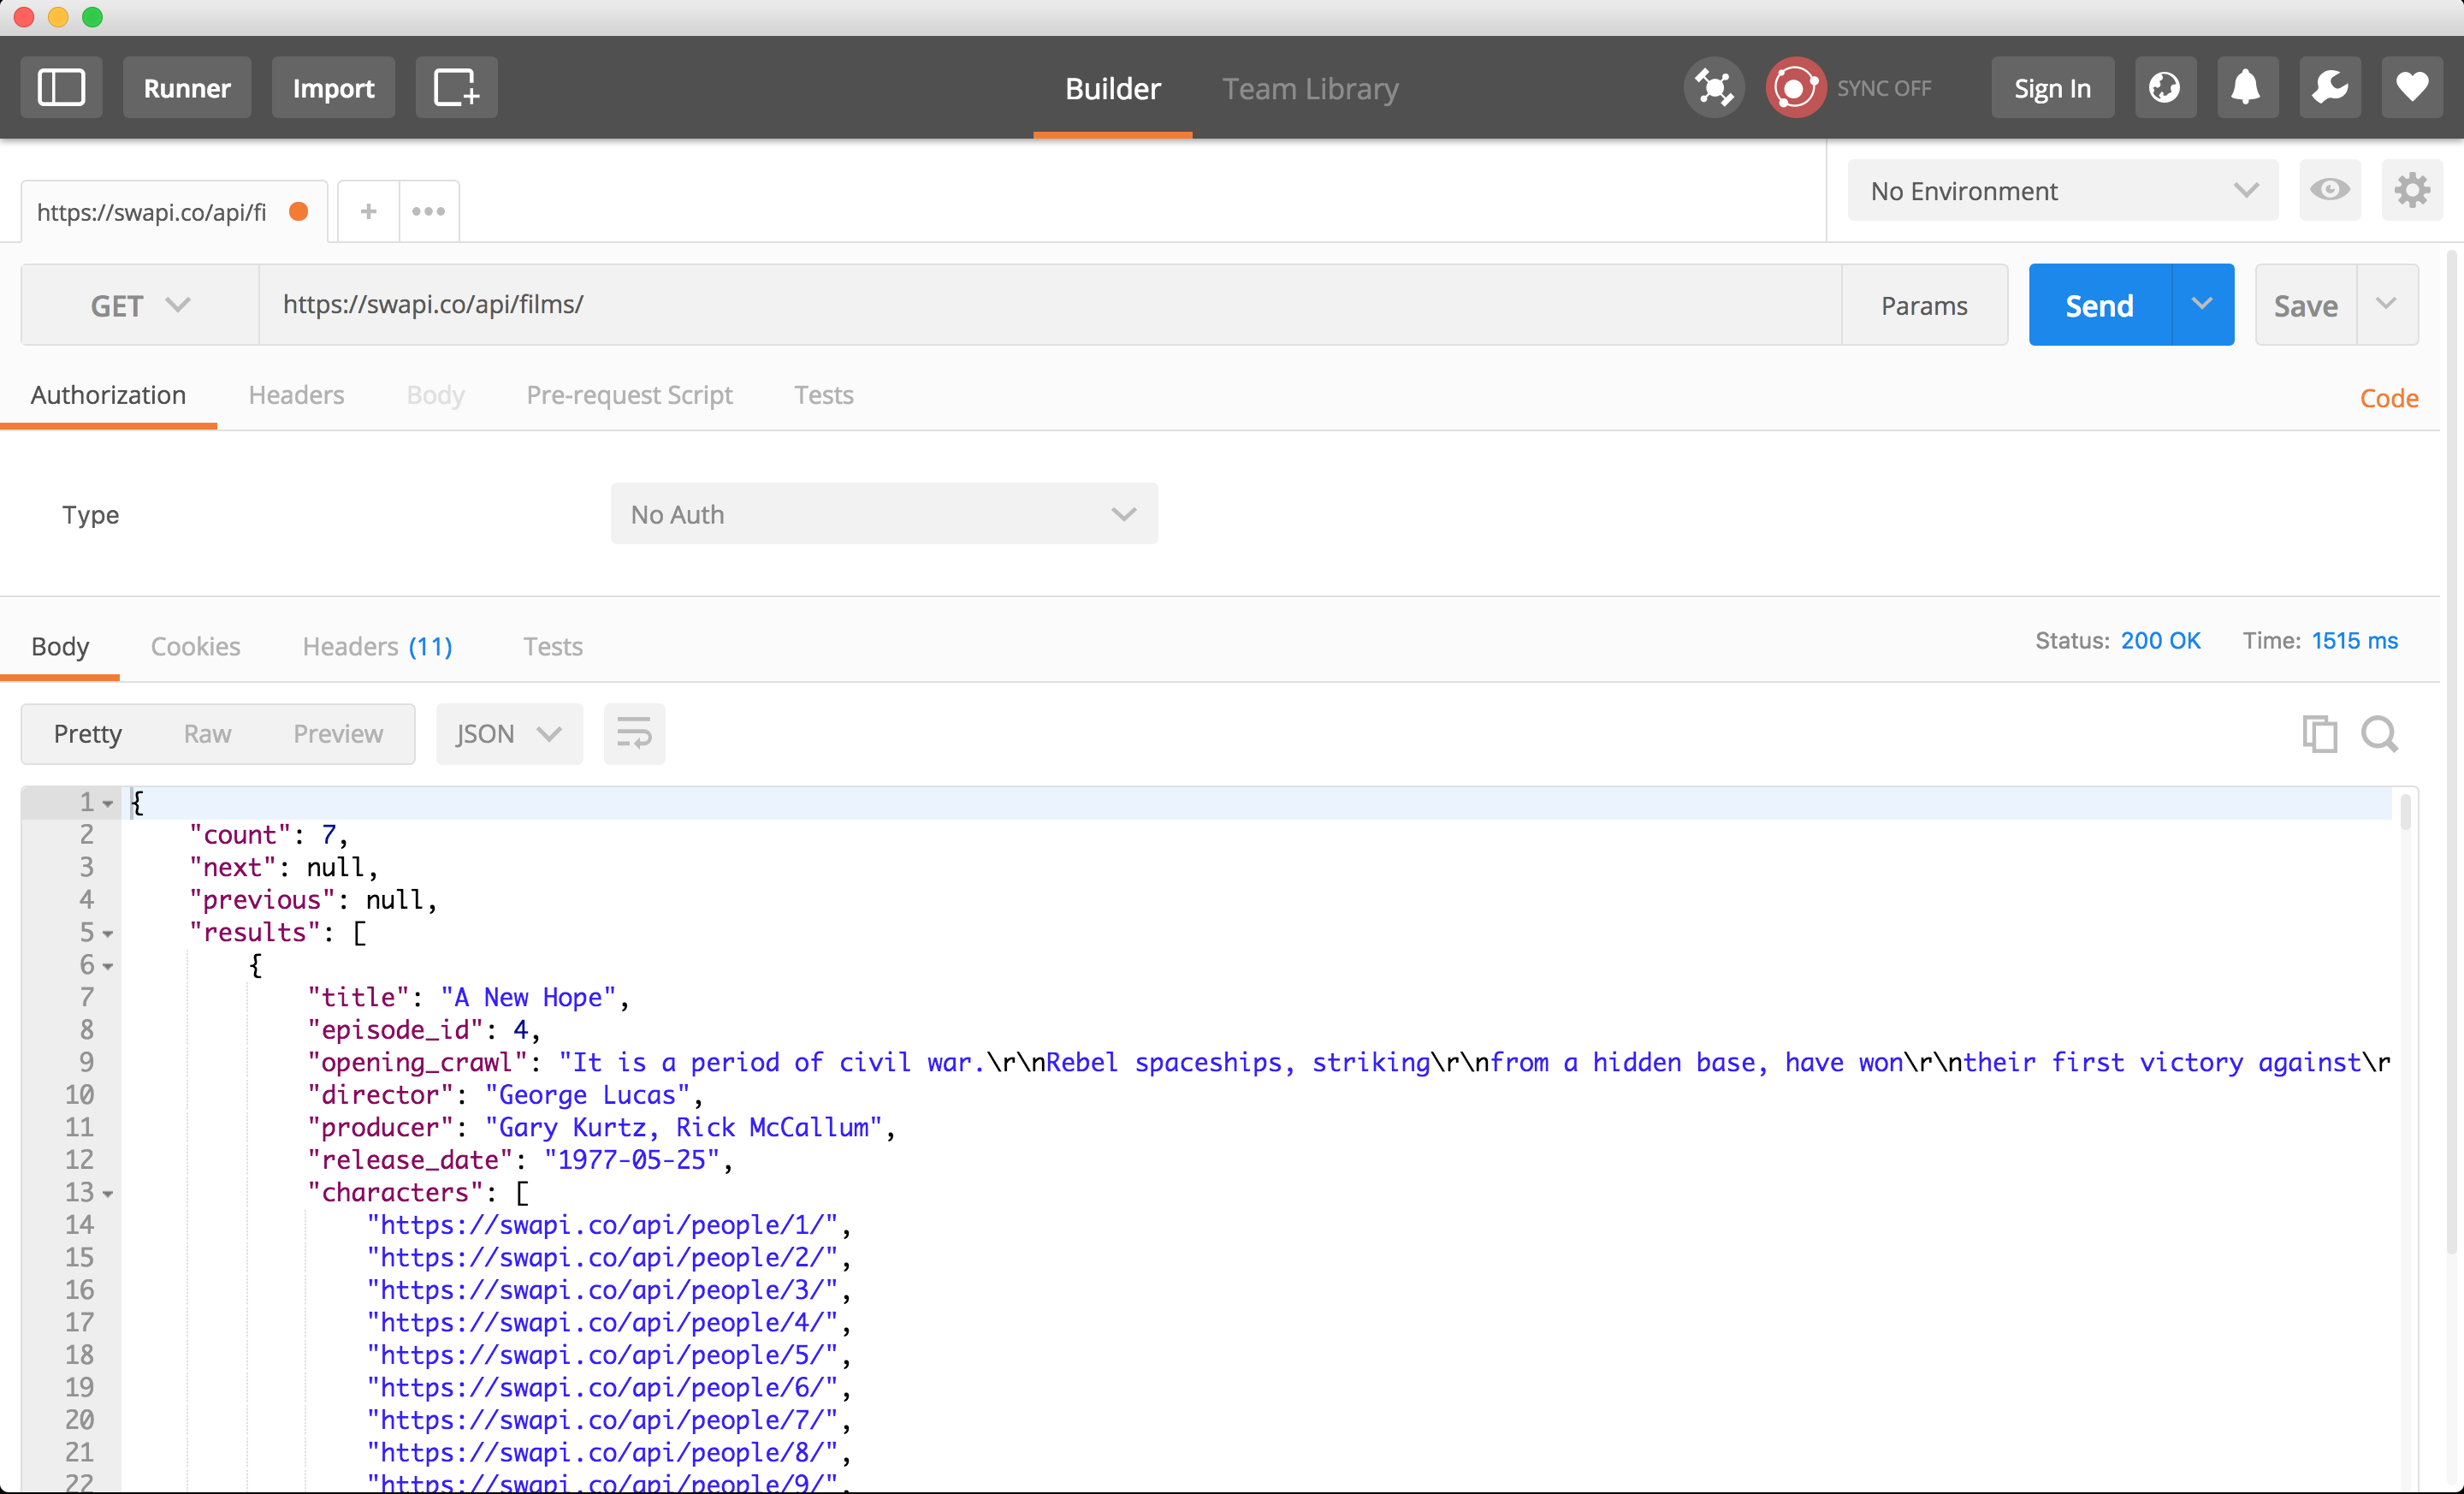 Runner Import Builder Team Library SYNC OFF Sign In
https://swapi.co/api/fi + ••• No Environment
GET https://swapi.co/api/films/ Params Send Save
Authorization Headers Body Pre-request Script Tests Code
Type No Auth
Body Cookies Headers (11) Tests Status: 200 OK Time: 1515 ms
Pretty Raw Preview JSON
1 {
2 "count": 7,
3 "next": null,
4 "previous": null,
5 "results": [
6 {
7 "title": "A New Hope",
8 "episode_id": 4,
9 "opening_crawl": "It is a period of civil war.\r\nRebel spaceships, striking\r\nfrom a hidden base, have won\r\ntheir first victory against\r
10 "director": "George Lucas",
11 "producer": "Gary Kurtz, Rick McCallum",
12 "release_date": "1977-05-25",
13 "characters": [
14 "https://swapi.co/api/people/1/",
15 "https://swapi.co/api/people/2/",
16 "https://swapi.co/api/people/3/",
17 "https://swapi.co/api/people/4/",
18 "https://swapi.co/api/people/5/",
19 "https://swapi.co/api/people/6/",
20 "https://swapi.co/api/people/7/",
21 "https://swapi.co/api/people/8/",
22 "https://swapi.co/api/people/9/",